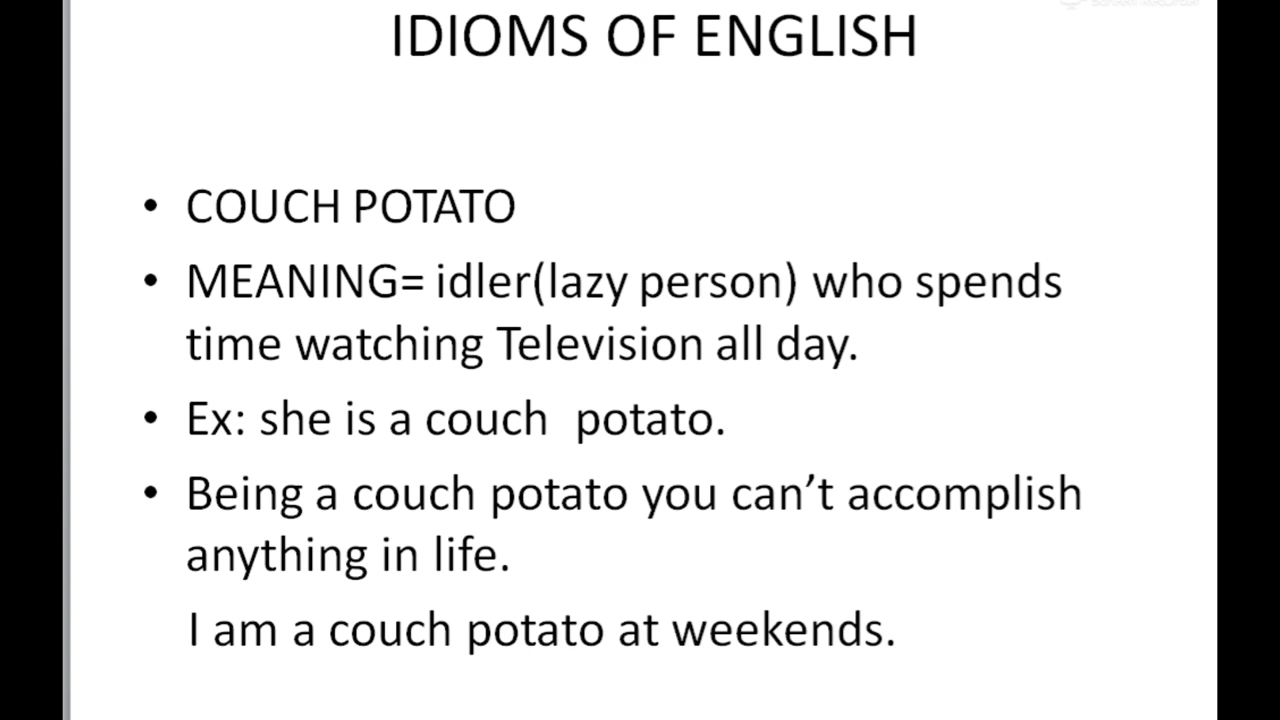 IDIOMS OF ENGLISH
• COUCH POTATO
• MEANING= idler(lazy person) who spends
time watching Television all day.
• Ex: she is a couch  potato.
• Being a couch potato you can’t accomplish
anything in life.
I am a couch potato at weekends.